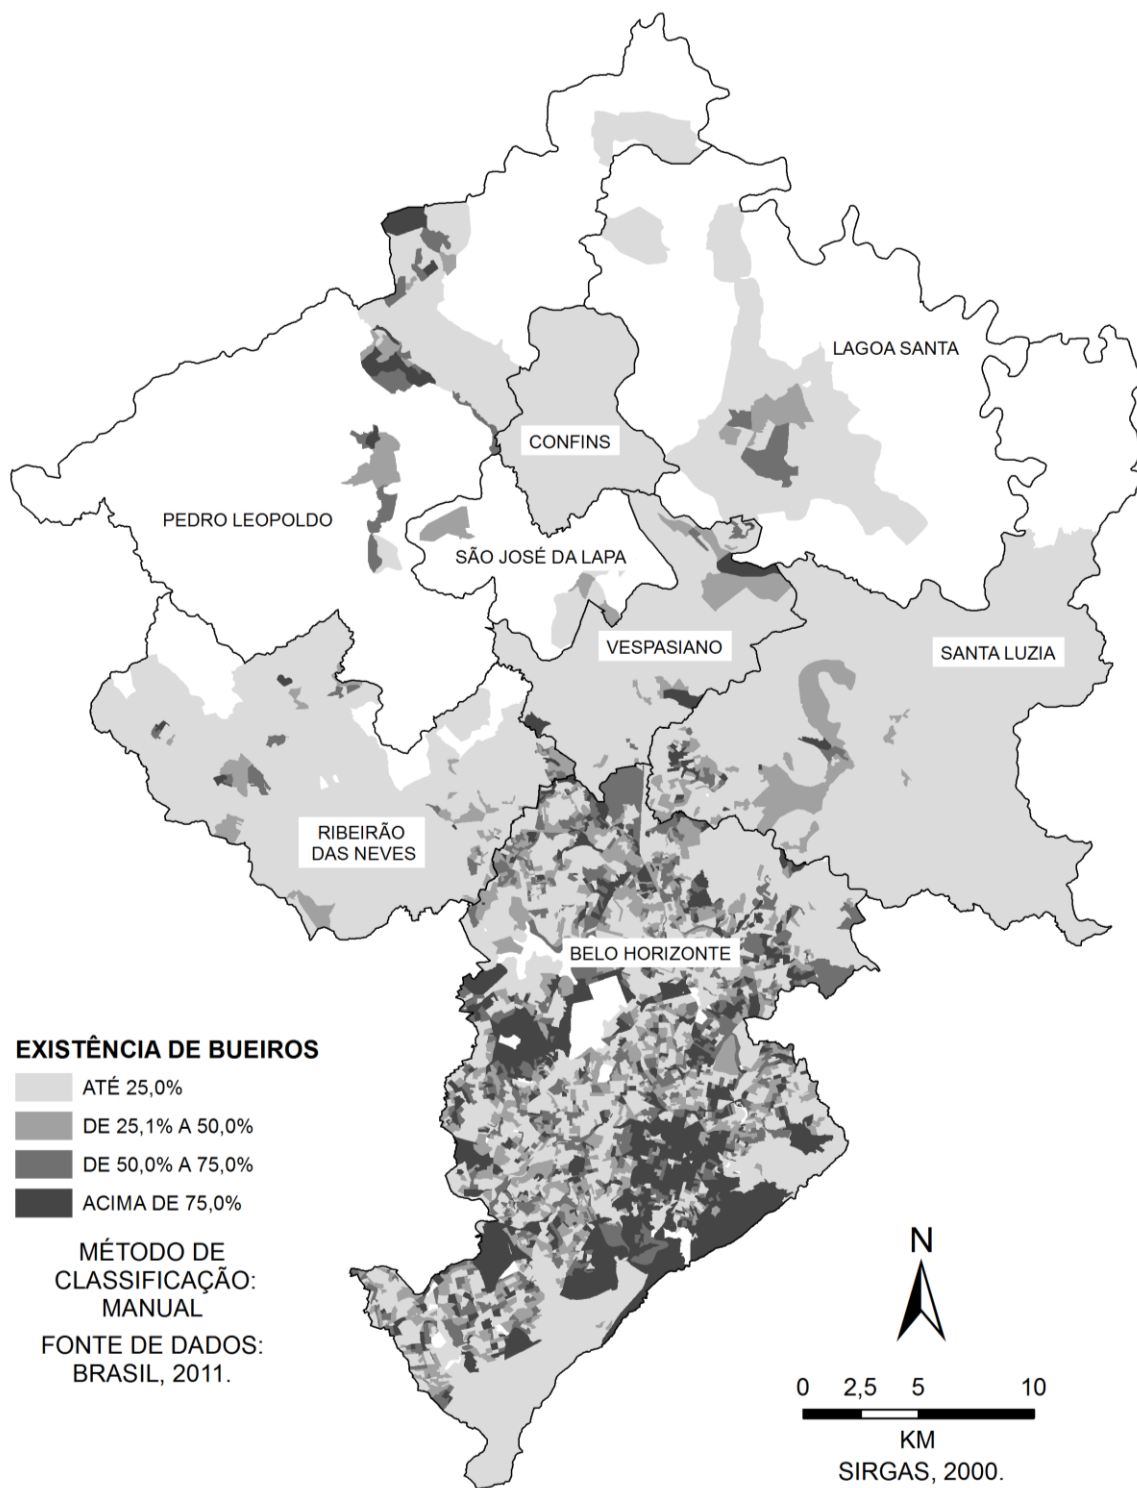 LAGOA SANTA
CONFINS
PEDRO LEOPOLDO
SÃO JOSÉ DA LAPA
VESPASIANO
SANTA LUZIA
RIBEIRÃO
DAS NEVES
BELO HORIZONTE
EXISTÊNCIA DE BUEIROS
ATÉ 25,0%
DE 25,1% A 50,0%
DE 50,0% A 75,0%
ACIMA DE 75,0%
MÉTODO DE
CLASSIFICAÇÃO:
MANUAL
FONTE DE DADOS:
BRASIL, 2011.
N
0 2,5 5 10
KM
SIRGAS, 2000.